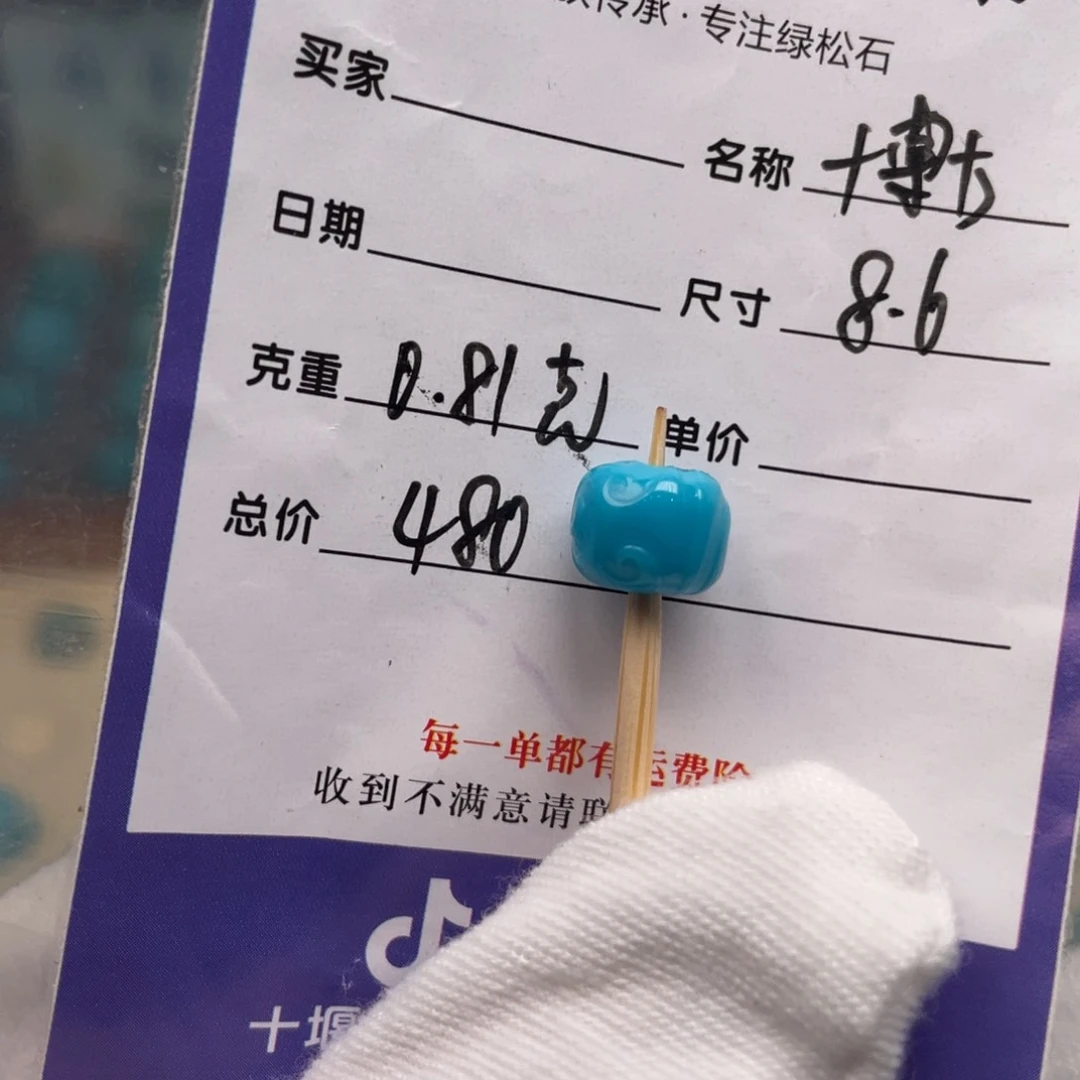 传承·专注绿松石
买家
名称
日期
尺寸 8.6
克重 0.81克
单价
总价 480
每一单都有运费险
收到不满意请联
十堰